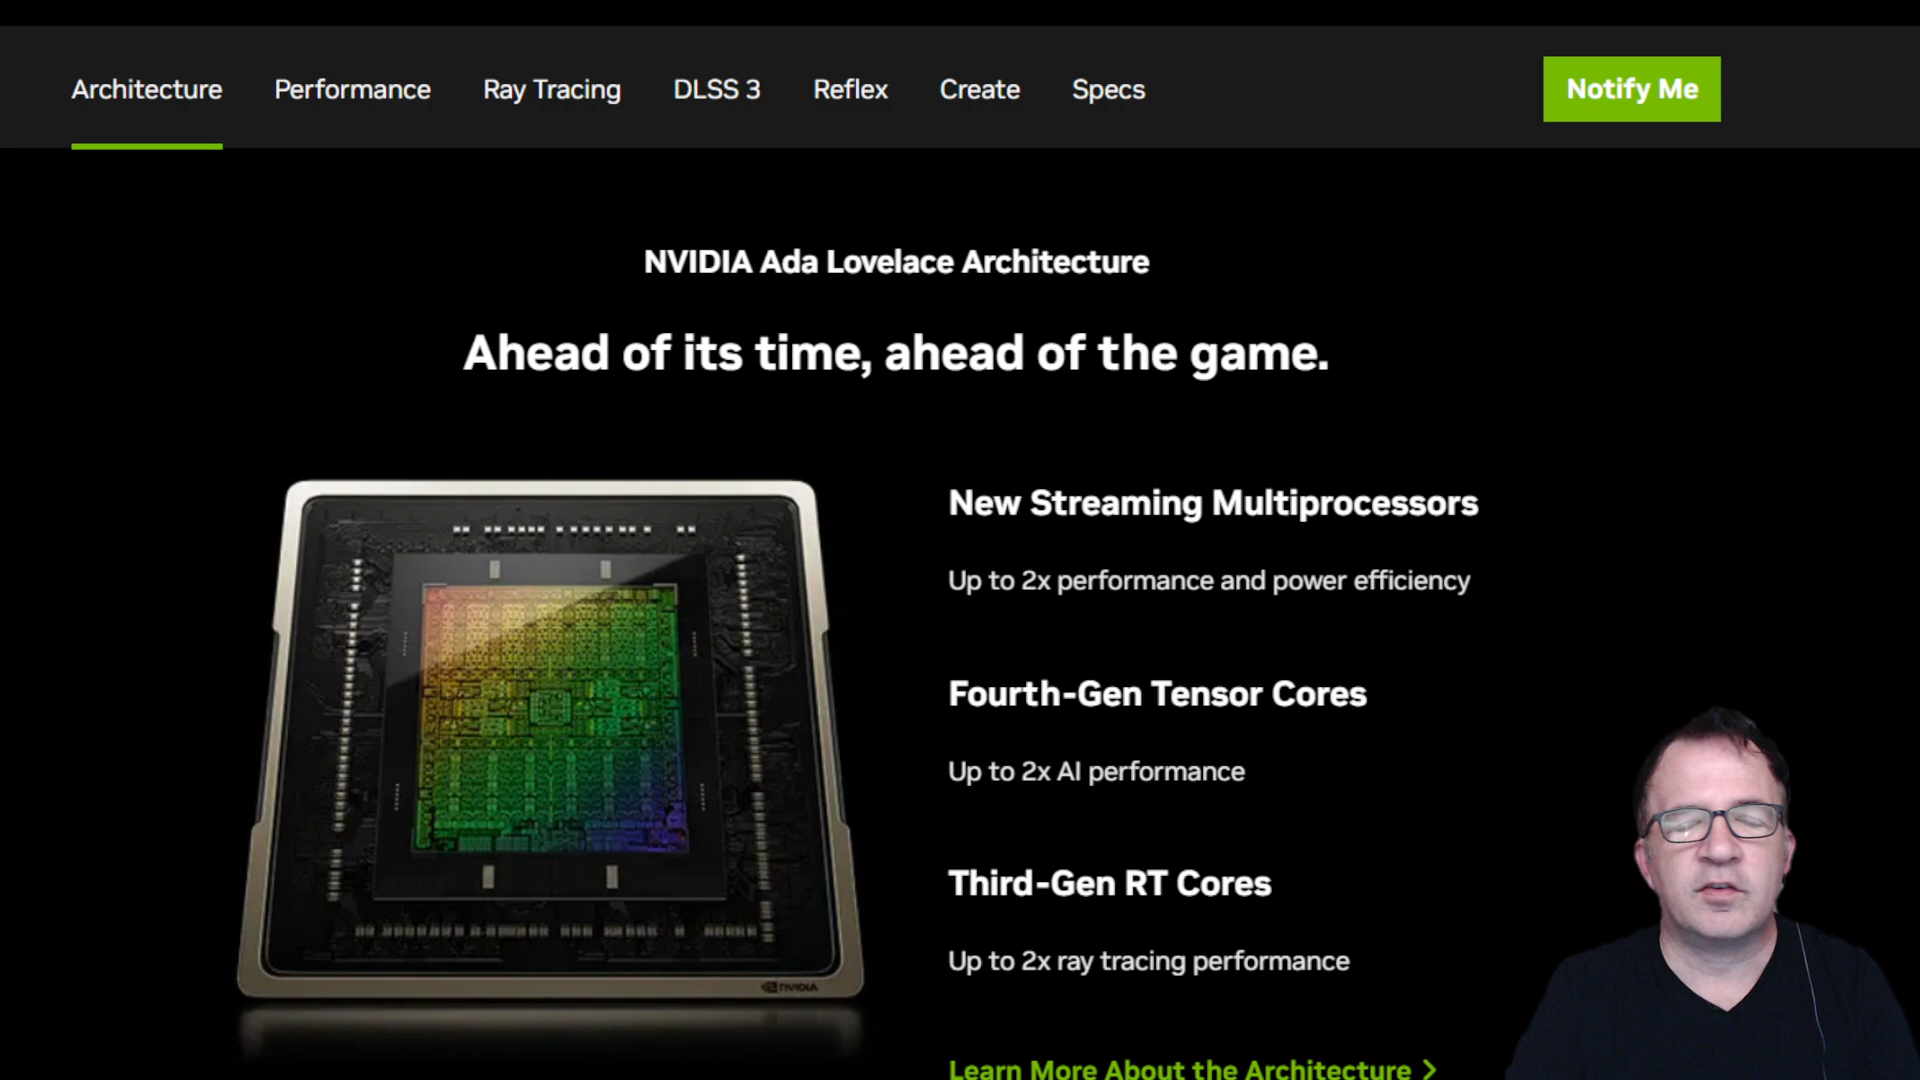 Architecture Performance Ray Tracing DLSS 3 Reflex Create Specs Notify Me
NVIDIA Ada Lovelace Architecture
Ahead of its time, ahead of the game.
New Streaming Multiprocessors
Up to 2x performance and power efficiency
Fourth-Gen Tensor Cores
Up to 2x AI performance
Third-Gen RT Cores
Up to 2x ray tracing performance
NVIDIA
Learn More About the Architecture >